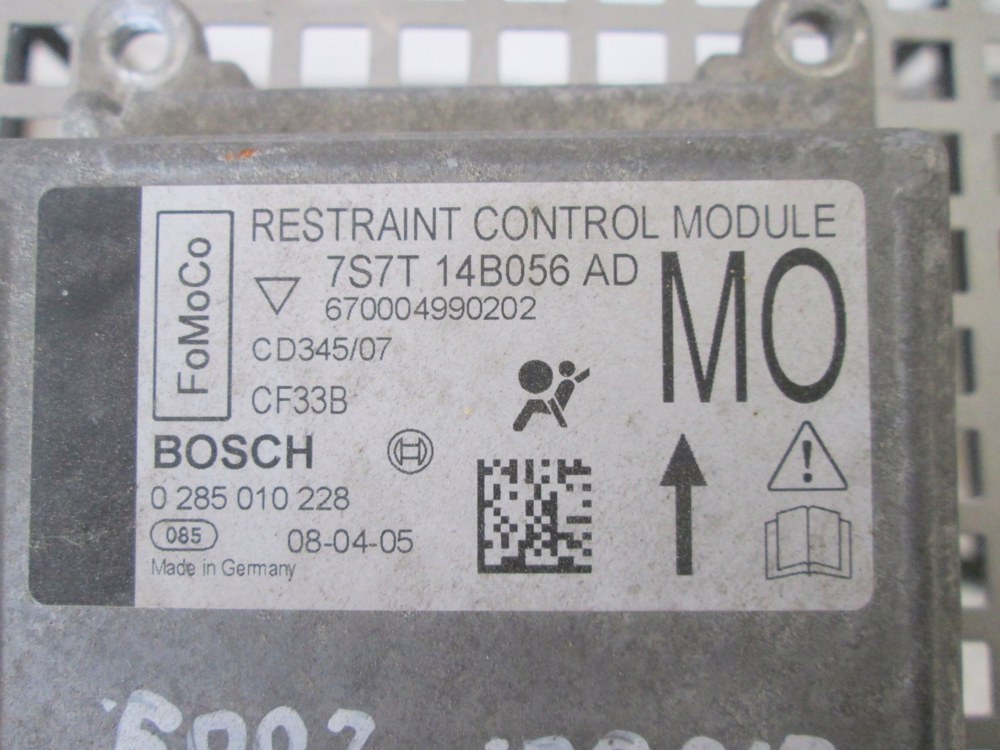 RESTRAINT CONTROL MODULE
FoMoCo
7S7T 14B056 AD
670004990202
MO
CD345/07
CF33B
BOSCH
0 285 010 228
085
08-04-05
Made in Germany